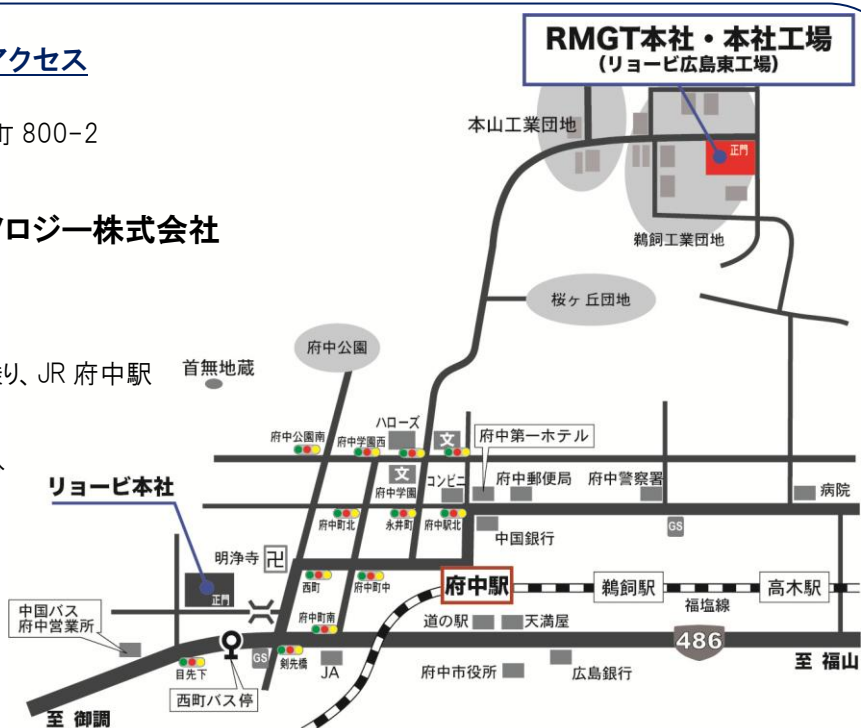 アクセス
RMGT本社・本社工場
(リョービ広島東工場)
町 800-2
本山工業団地
正門
ノロジー株式会社
鵜飼工業団地
桜ヶ丘団地
府中公園
り、JR 府中駅
首無地蔵
ハローズ
府中公園南
府中学園西
文
府中第一ホテル
文
府中学園
コンビニ
府中郵便局
府中警察署
病院
リョービ本社
府中町北
永井町
府中駅北
中国銀行
GS
明浄寺
卍
西町
府中町中
府中駅
鵜飼駅
高木駅
福塩線
正門
中国バス
府中営業所
府中町南
道の駅
天満屋
486
目先下
GS
剣先橋
JA
府中市役所
広島銀行
至 福山
西町バス停
至 御調